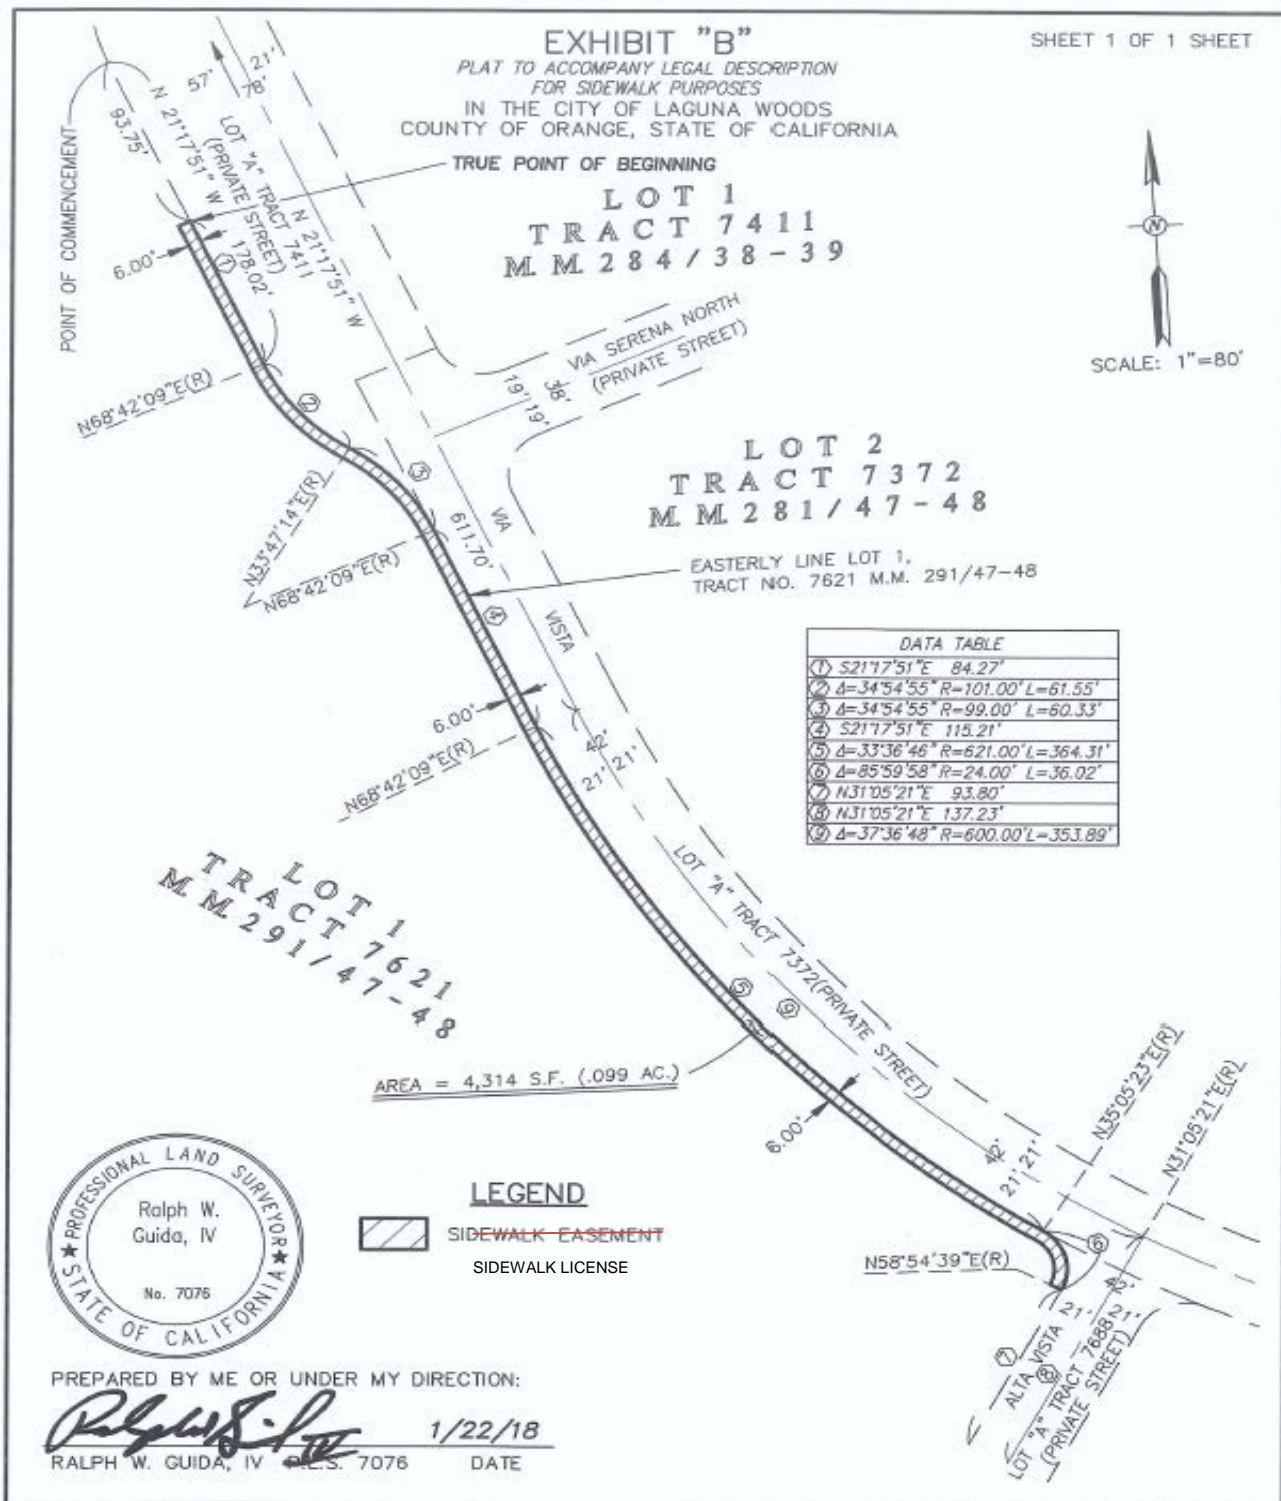 EXHIBIT "B"
SHEET 1 OF 1 SHEET
PLAT TO ACCOMPANY LEGAL DESCRIPTION
FOR SIDEWALK PURPOSES
IN THE CITY OF LAGUNA WOODS
COUNTY OF ORANGE, STATE OF CALIFORNIA
TRUE POINT OF BEGINNING
POINT OF COMMENCEMENT
93.75'
N 21°17'51" W
57'
21'
78'
LOT "A" TRACT 7411
(PRIVATE STREET)
178.02'
N 21°17'51" W
6.00'
1
LOT 1
TRACT 7411
M. M. 284/38-39
N
SCALE: 1"=80'
VIA SERENA NORTH
(PRIVATE STREET)
19' 19'
38'
N68°42'09"E(R)
2
3
N33°47'14"E(R)
N68°42'09"E(R)
611.70'
VIA
VISTA
LOT 2
TRACT 7372
M. M. 281/47-48
EASTERLY LINE LOT 1,
TRACT NO. 7621 M.M. 291/47-48
4
6.00'
N68°42'09"E(R)
42'
21' 21'
DATA TABLE
1 S21°17'51"E 84.27'
2 Δ=34°54'55" R=101.00' L=61.55'
3 Δ=34°54'55" R=99.00' L=60.33'
4 S21°17'51"E 115.21'
5 Δ=33°36'46" R=621.00' L=364.31'
6 Δ=85°59'58" R=24.00' L=36.02'
7 N31°05'21"E 93.80'
8 N31°05'21"E 137.23'
9 Δ=37°36'48" R=600.00' L=353.89'
LOT 1
TRACT 7621
M. M. 291/47-48
LOT "A" TRACT 7372(PRIVATE STREET)
5
9
AREA = 4,314 S.F. (.099 AC.)
6.00'
42'
21' 21'
N35°05'23"E(R)
N31°05'21"E(R)
6
N58°54'39"E(R)
42'
21' 21'
7
ALTA VISTA
8
LOT "A" TRACT 7688
(PRIVATE STREET)
PROFESSIONAL LAND SURVEYOR
Ralph W.
Guida, IV
No. 7076
STATE OF CALIFORNIA
LEGEND
SIDEWALK EASEMENT
SIDEWALK LICENSE
PREPARED BY ME OR UNDER MY DIRECTION:
1/22/18
RALPH W. GUIDA, IV P.L.S. 7076 DATE